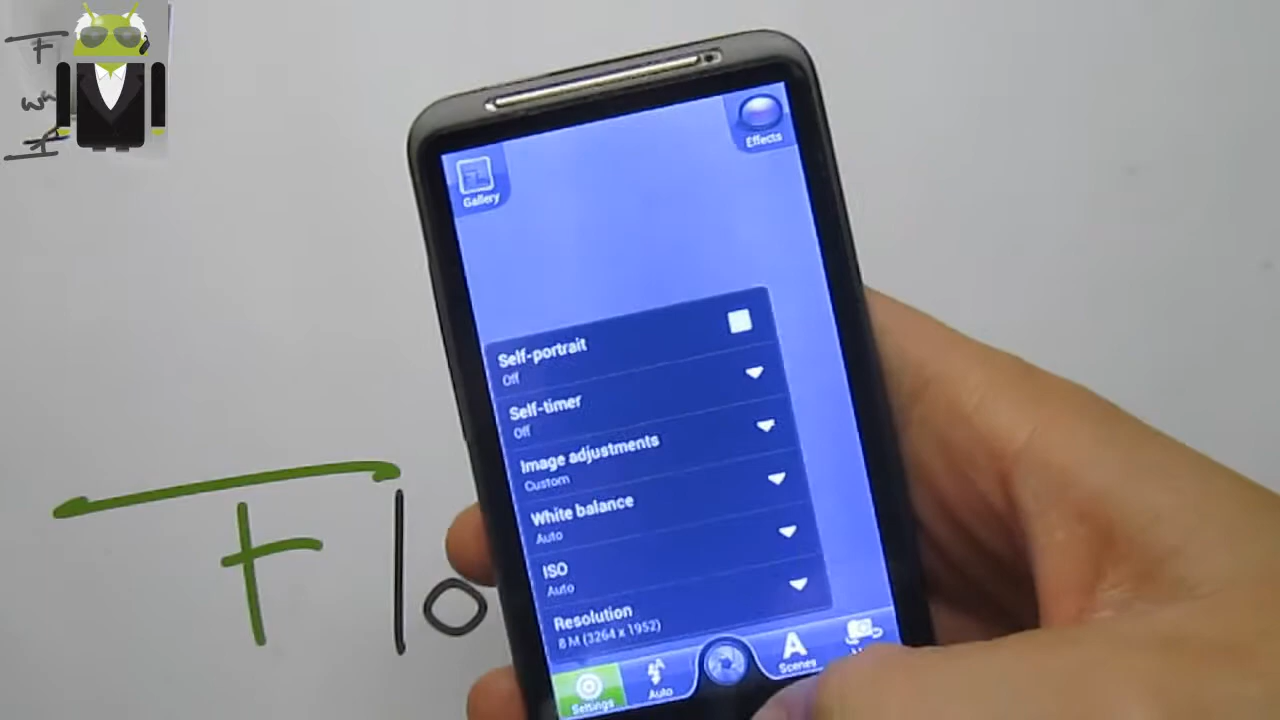 Effects
Gallery
Self-portrait
Off
Self-timer
Off
Image adjustments
Custom
White balance
Auto
ISO
Auto
Resolution
8 M (3264 x 1952)
Settings
Auto
A
Scenes
Flo